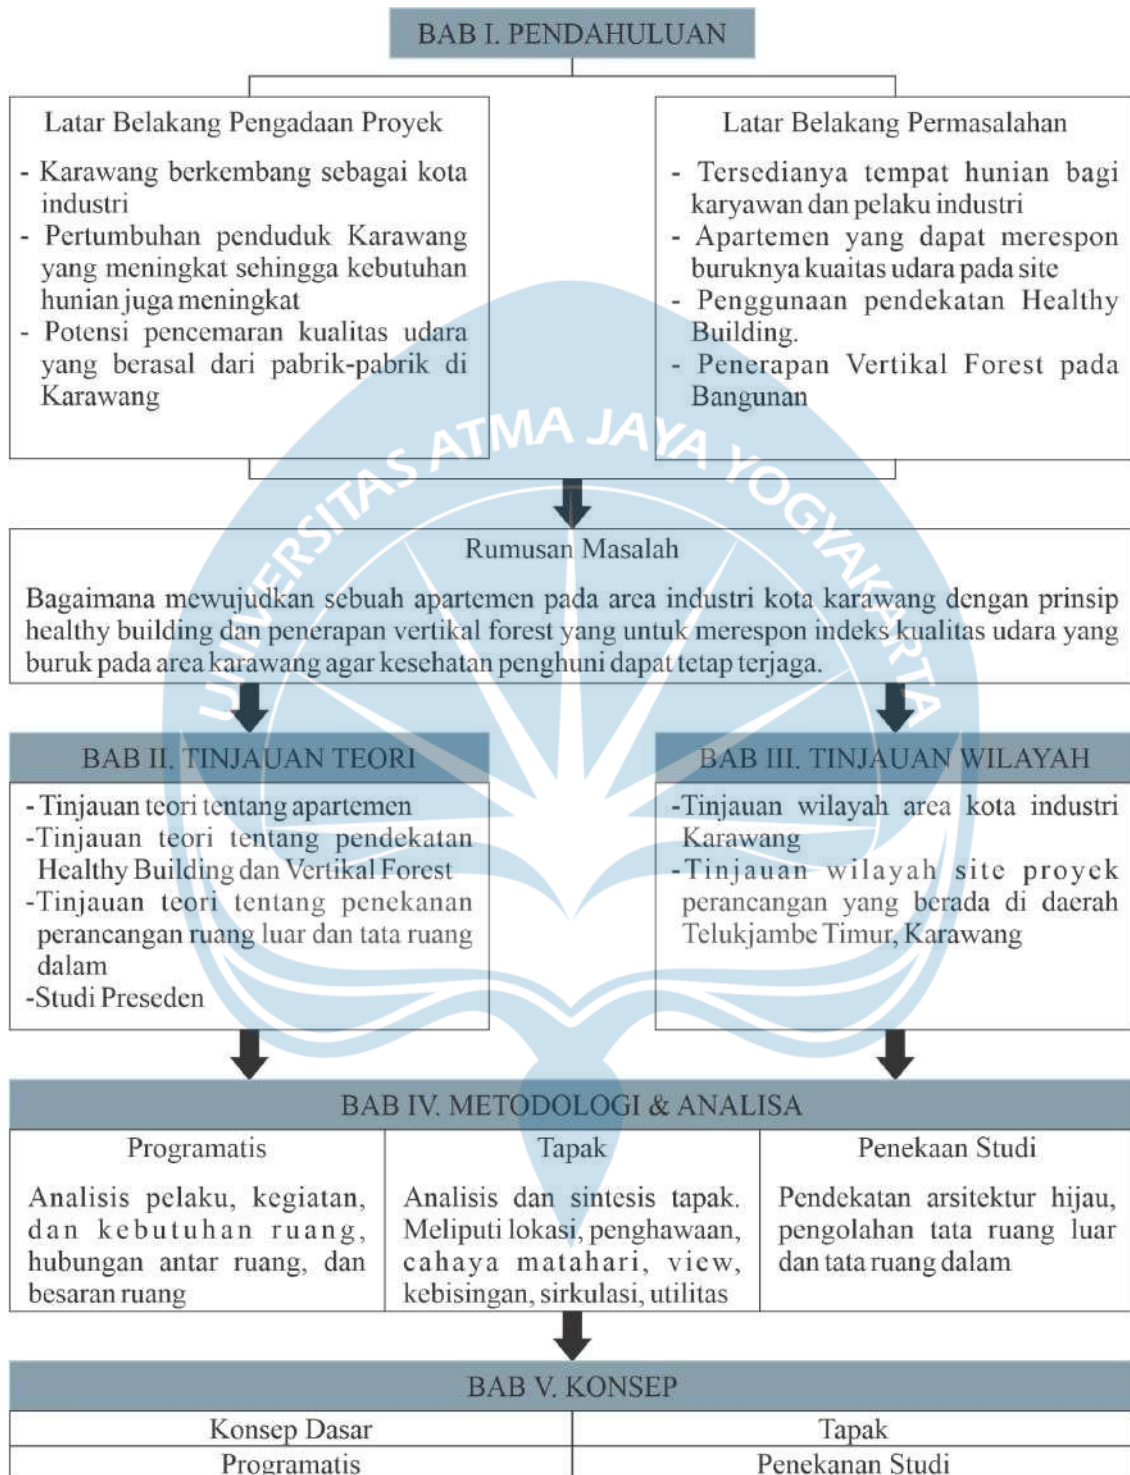 BAB I. PENDAHULUAN
Latar Belakang Pengadaan Proyek
- Karawang berkembang sebagai kota
industri
- Pertumbuhan penduduk Karawang
yang meningkat sehingga kebutuhan
hunian juga meningkat
- Potensi pencemaran kualitas udara
yang berasal dari pabrik-pabrik di
Karawang
Latar Belakang Permasalahan
- Tersedianya tempat hunian bagi
karyawan dan pelaku industri
- Apartemen yang dapat merespon
buruknya kuaitas udara pada site
- Penggunaan pendekatan Healthy
Building.
- Penerapan Vertikal Forest pada
Bangunan
UNIVERSITAS ATMA JAYA YOGYAKARTA
Rumusan Masalah
Bagaimana mewujudkan sebuah apartemen pada area industri kota karawang dengan prinsip
healthy building dan penerapan vertikal forest yang untuk merespon indeks kualitas udara yang
buruk pada area karawang agar kesehatan penghuni dapat tetap terjaga.
BAB II. TINJAUAN TEORI
- Tinjauan teori tentang apartemen
-Tinjauan teori tentang pendekatan
Healthy Building dan Vertikal Forest
-Tinjauan teori tentang penekanan
perancangan ruang luar dan tata ruang
dalam
-Studi Preseden
BAB III. TINJAUAN WILAYAH
-Tinjauan wilayah area kota industri
Karawang
-Tinjauan wilayah site proyek
perancangan yang berada di daerah
Telukjambe Timur, Karawang
BAB IV. METODOLOGI & ANALISA
Programatis
Analisis pelaku, kegiatan,
dan kebutuhan ruang,
hubungan antar ruang, dan
besaran ruang
Tapak
Analisis dan sintesis tapak.
Meliputi lokasi, penghawaan,
cahaya matahari, view,
kebisingan, sirkulasi, utilitas
Penekaan Studi
Pendekatan arsitektur hijau,
pengolahan tata ruang luar
dan tata ruang dalam
BAB V. KONSEP
Konsep Dasar
Tapak
Programatis
Penekanan Studi